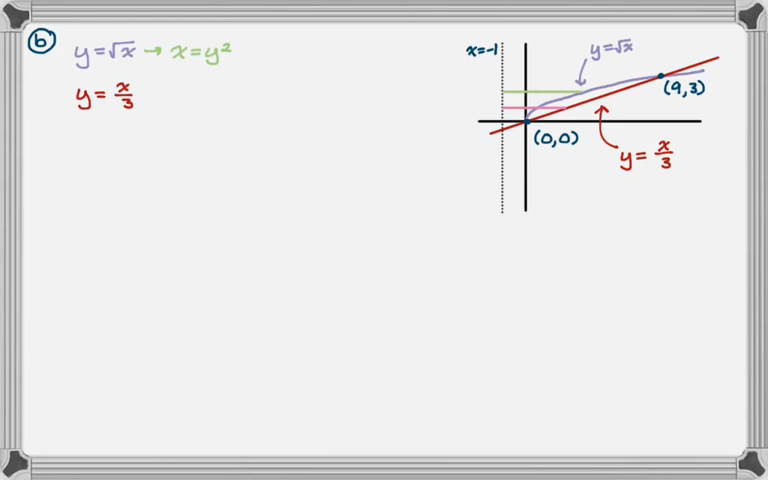 b
y = √x → x = y²
y = x/3
x=-1
y=√x
(9,3)
(0,0)
y = x/3